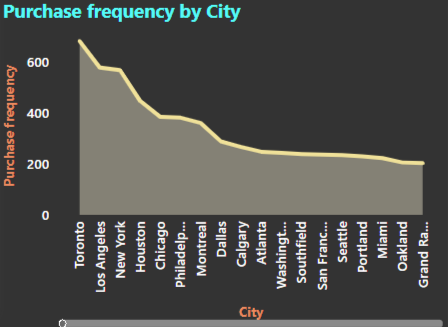 Purchase frequency by City
Purchase frequency
600
400
200
0
Toronto
Los Angeles
New York
Houston
Chicago
Philadelp...
Montreal
Dallas
Calgary
Atlanta
Washingt...
Southfield
San Franc...
Seattle
Portland
Miami
Oakland
Grand Ra...
City